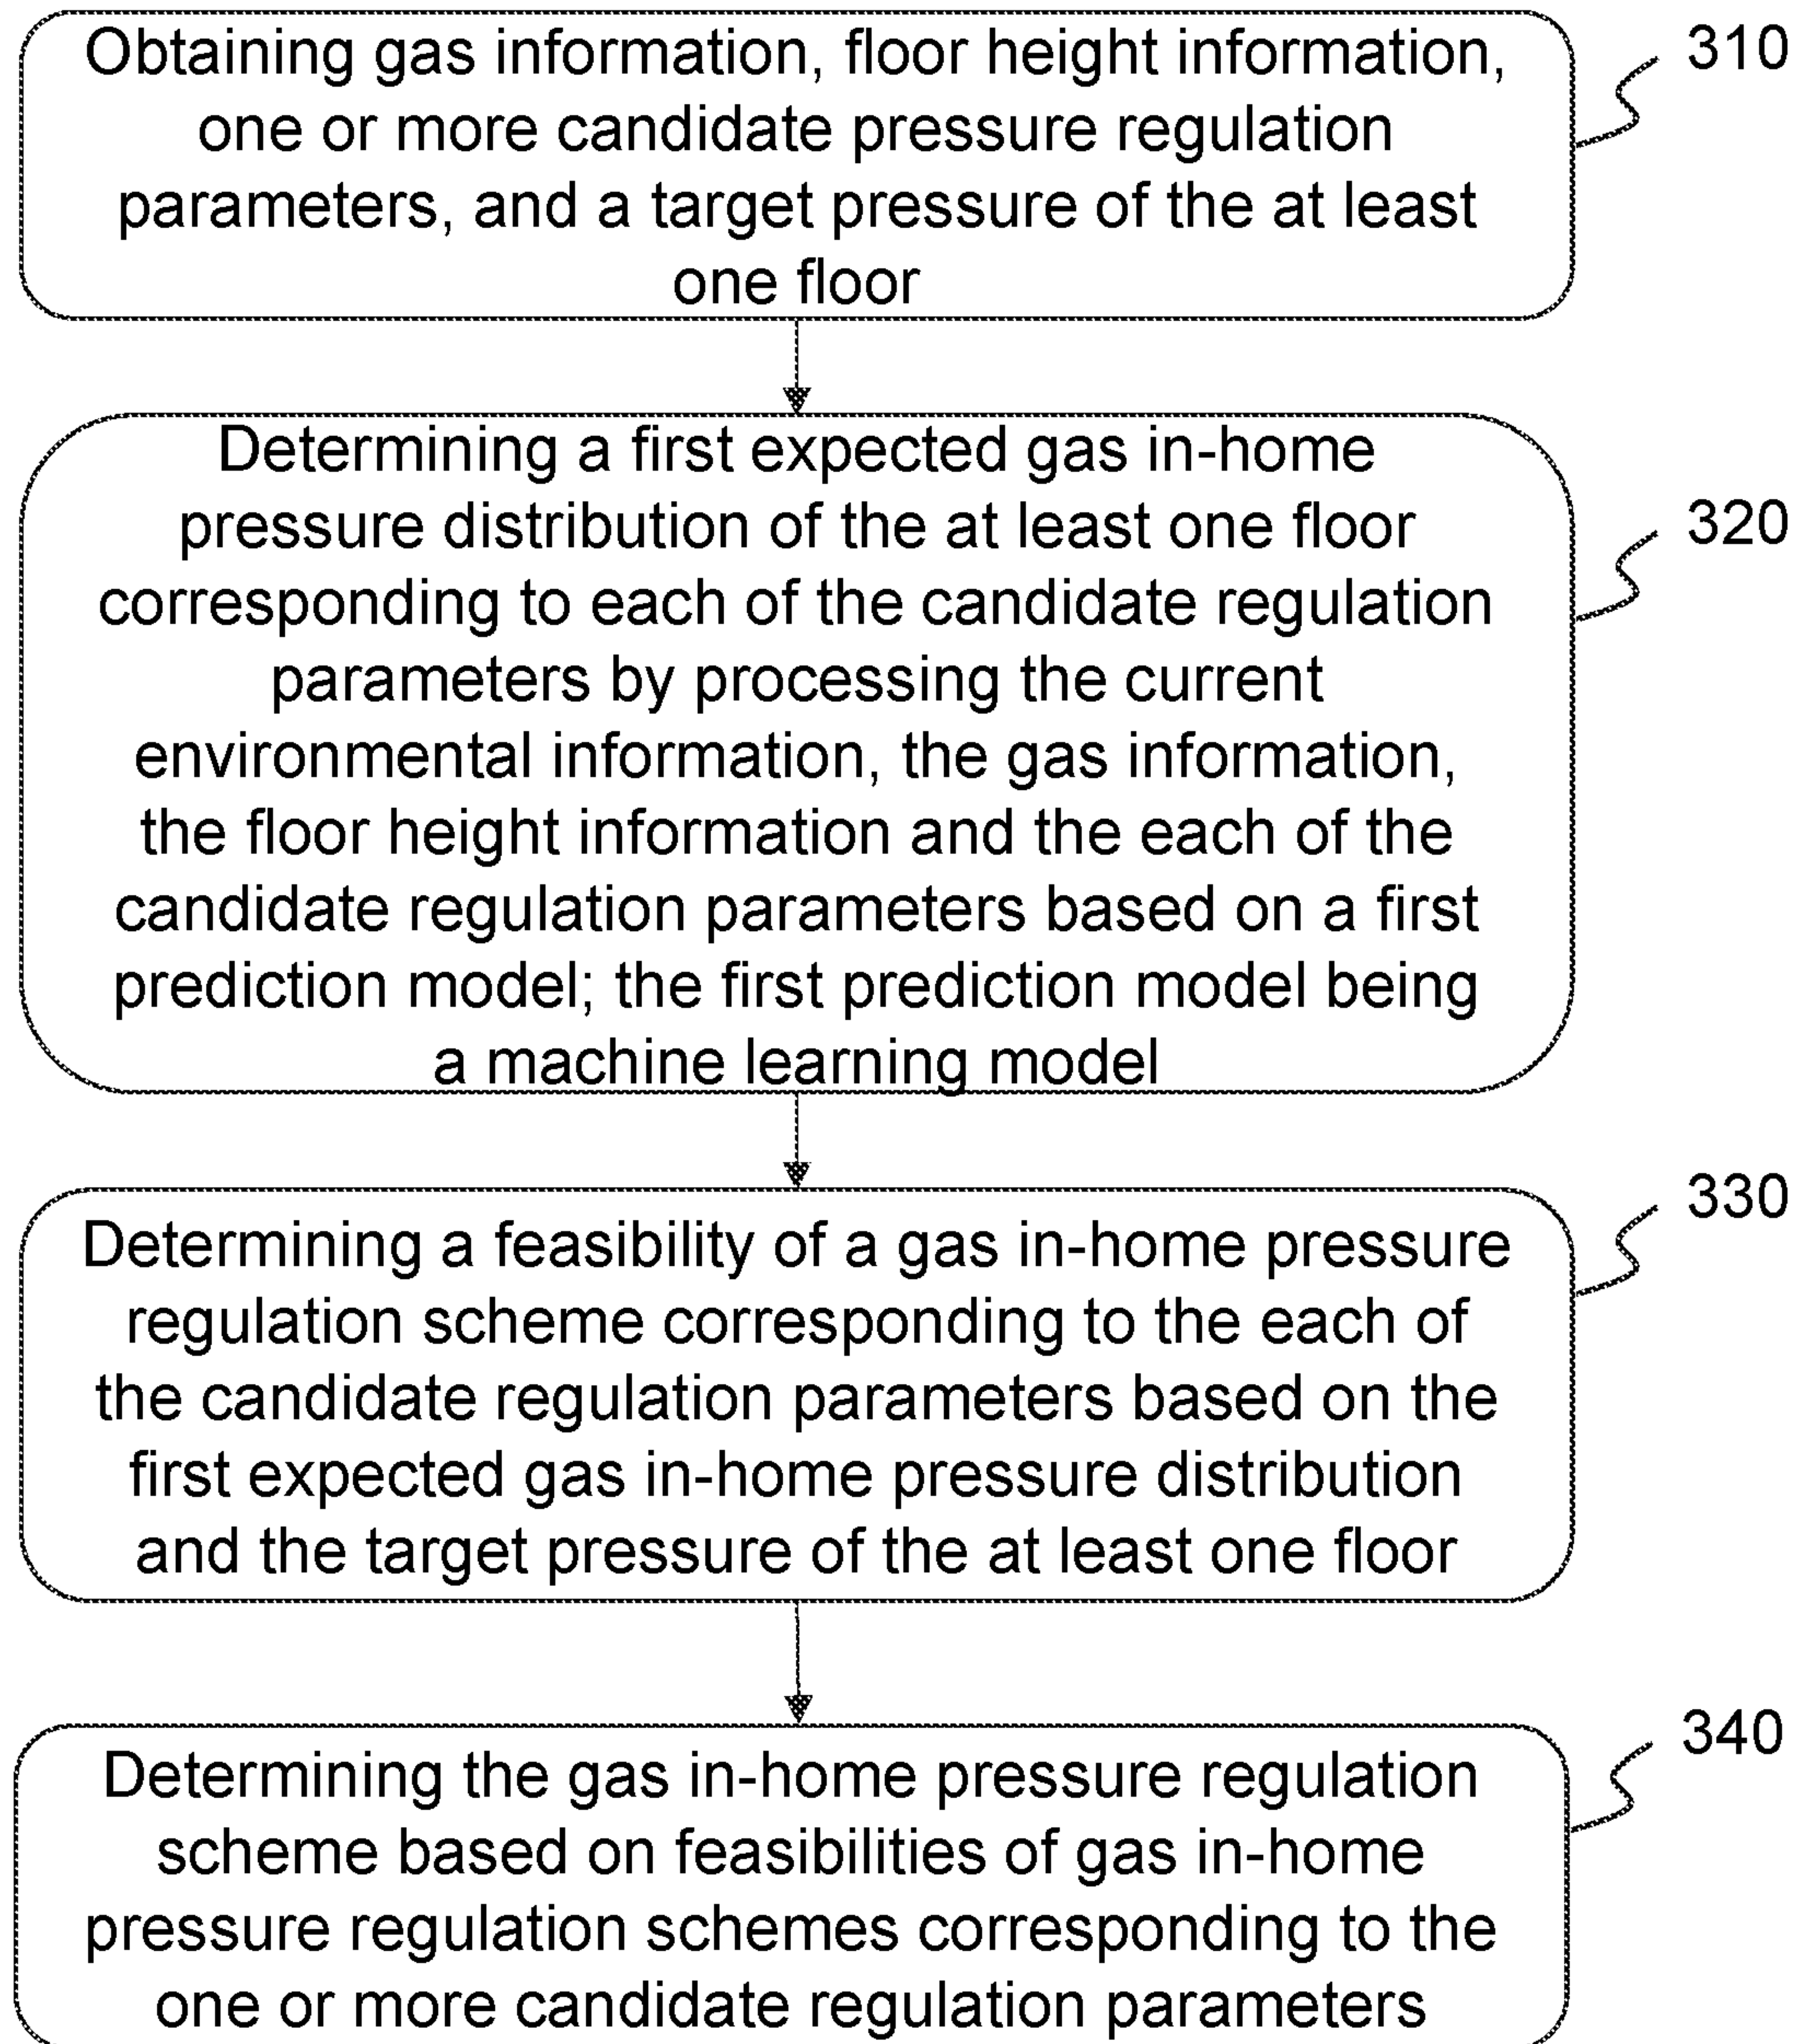 Obtaining gas information, floor height information,
one or more candidate pressure regulation
parameters, and a target pressure of the at least
one floor
310
Determining a first expected gas in-home
pressure distribution of the at least one floor
corresponding to each of the candidate regulation
parameters by processing the current
environmental information, the gas information,
the floor height information and the each of the
candidate regulation parameters based on a first
prediction model; the first prediction model being
a machine learning model
320
Determining a feasibility of a gas in-home pressure
regulation scheme corresponding to the each of
the candidate regulation parameters based on the
first expected gas in-home pressure distribution
and the target pressure of the at least one floor
330
Determining the gas in-home pressure regulation
scheme based on feasibilities of gas in-home
pressure regulation schemes corresponding to the
one or more candidate regulation parameters
340